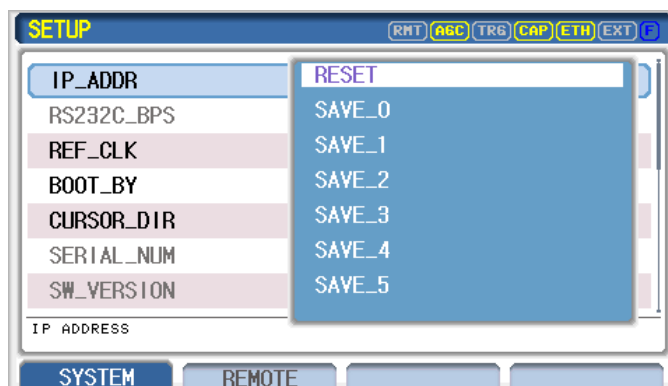 SETUP
RMT AGC TRG CAP ETH EXT F
IP_ADDR
RS232C_BPS
REF_CLK
BOOT_BY
CURSOR_DIR
SERIAL_NUM
SW_VERSION
RESET
SAVE_0
SAVE_1
SAVE_2
SAVE_3
SAVE_4
SAVE_5
IP ADDRESS
SYSTEM REMOTE